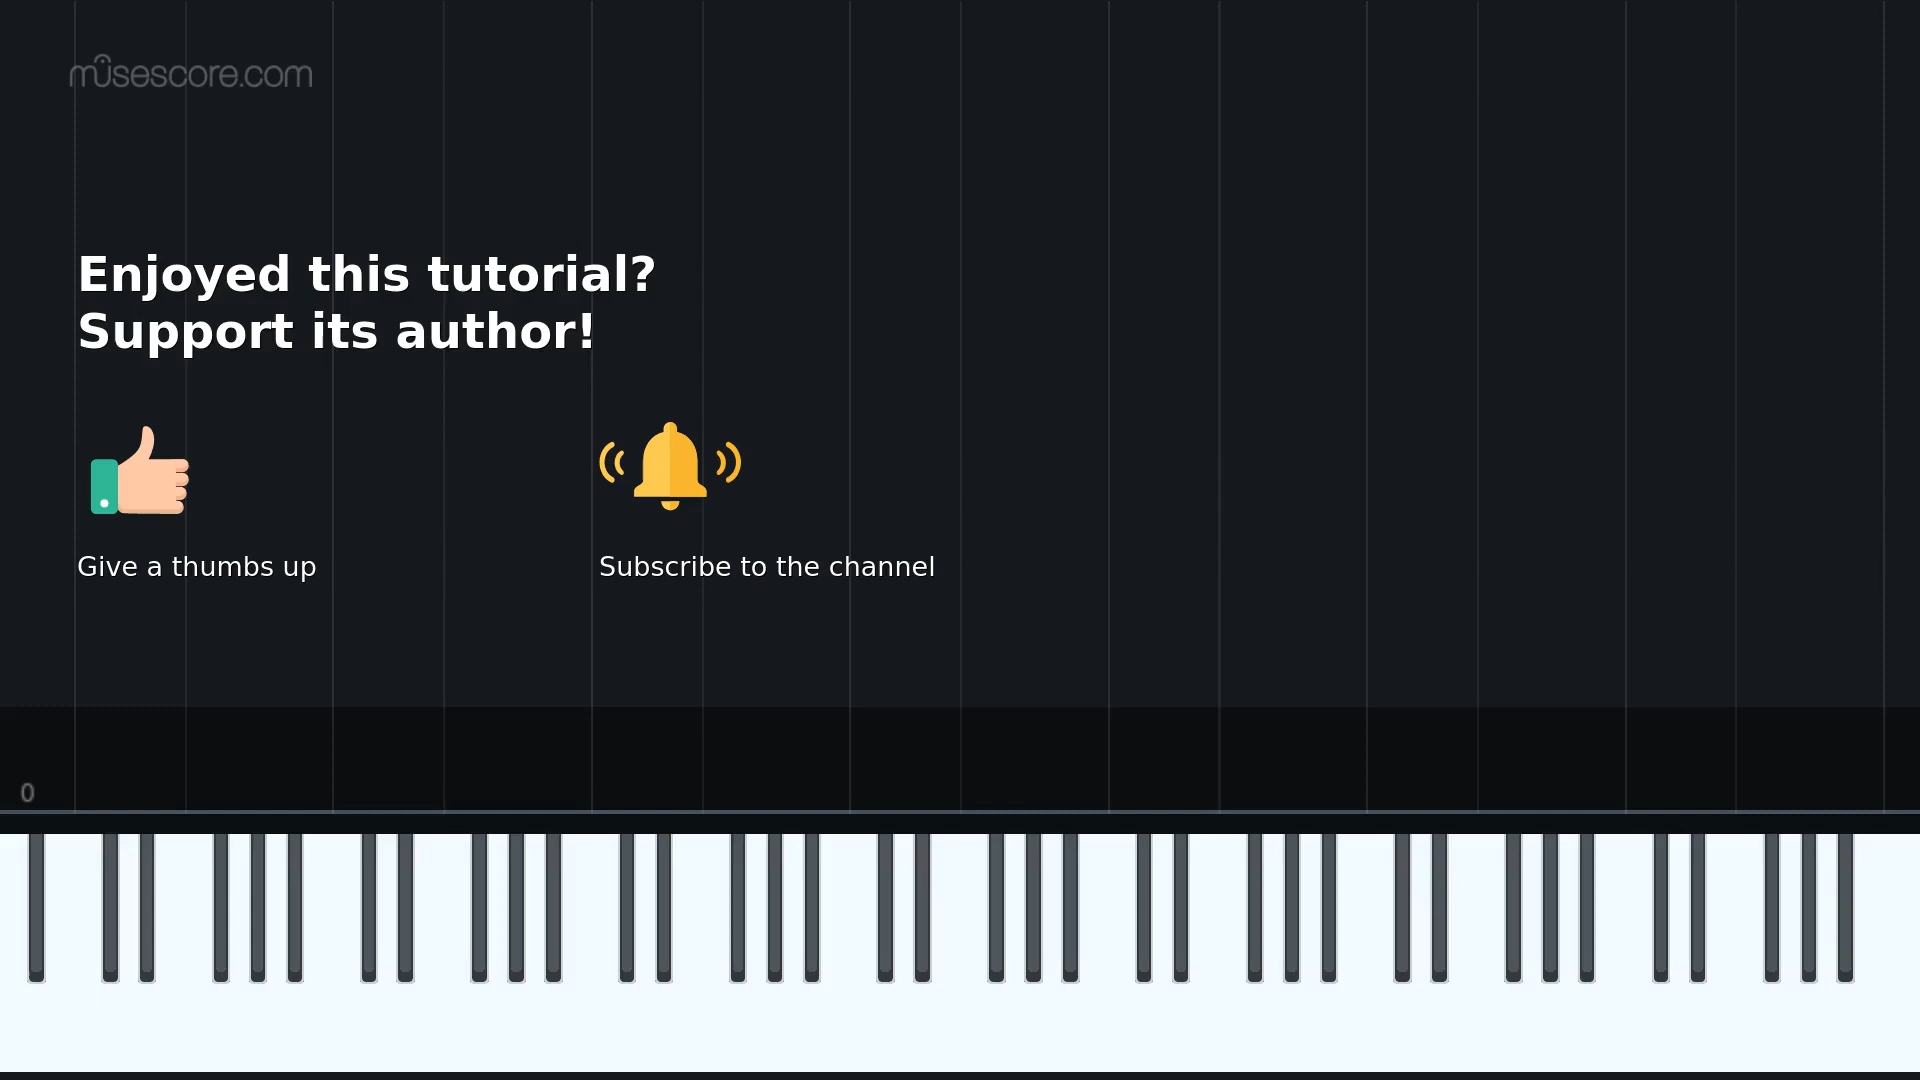 musescore.com
Enjoyed this tutorial?
Support its author!
Give a thumbs up
Subscribe to the channel
0